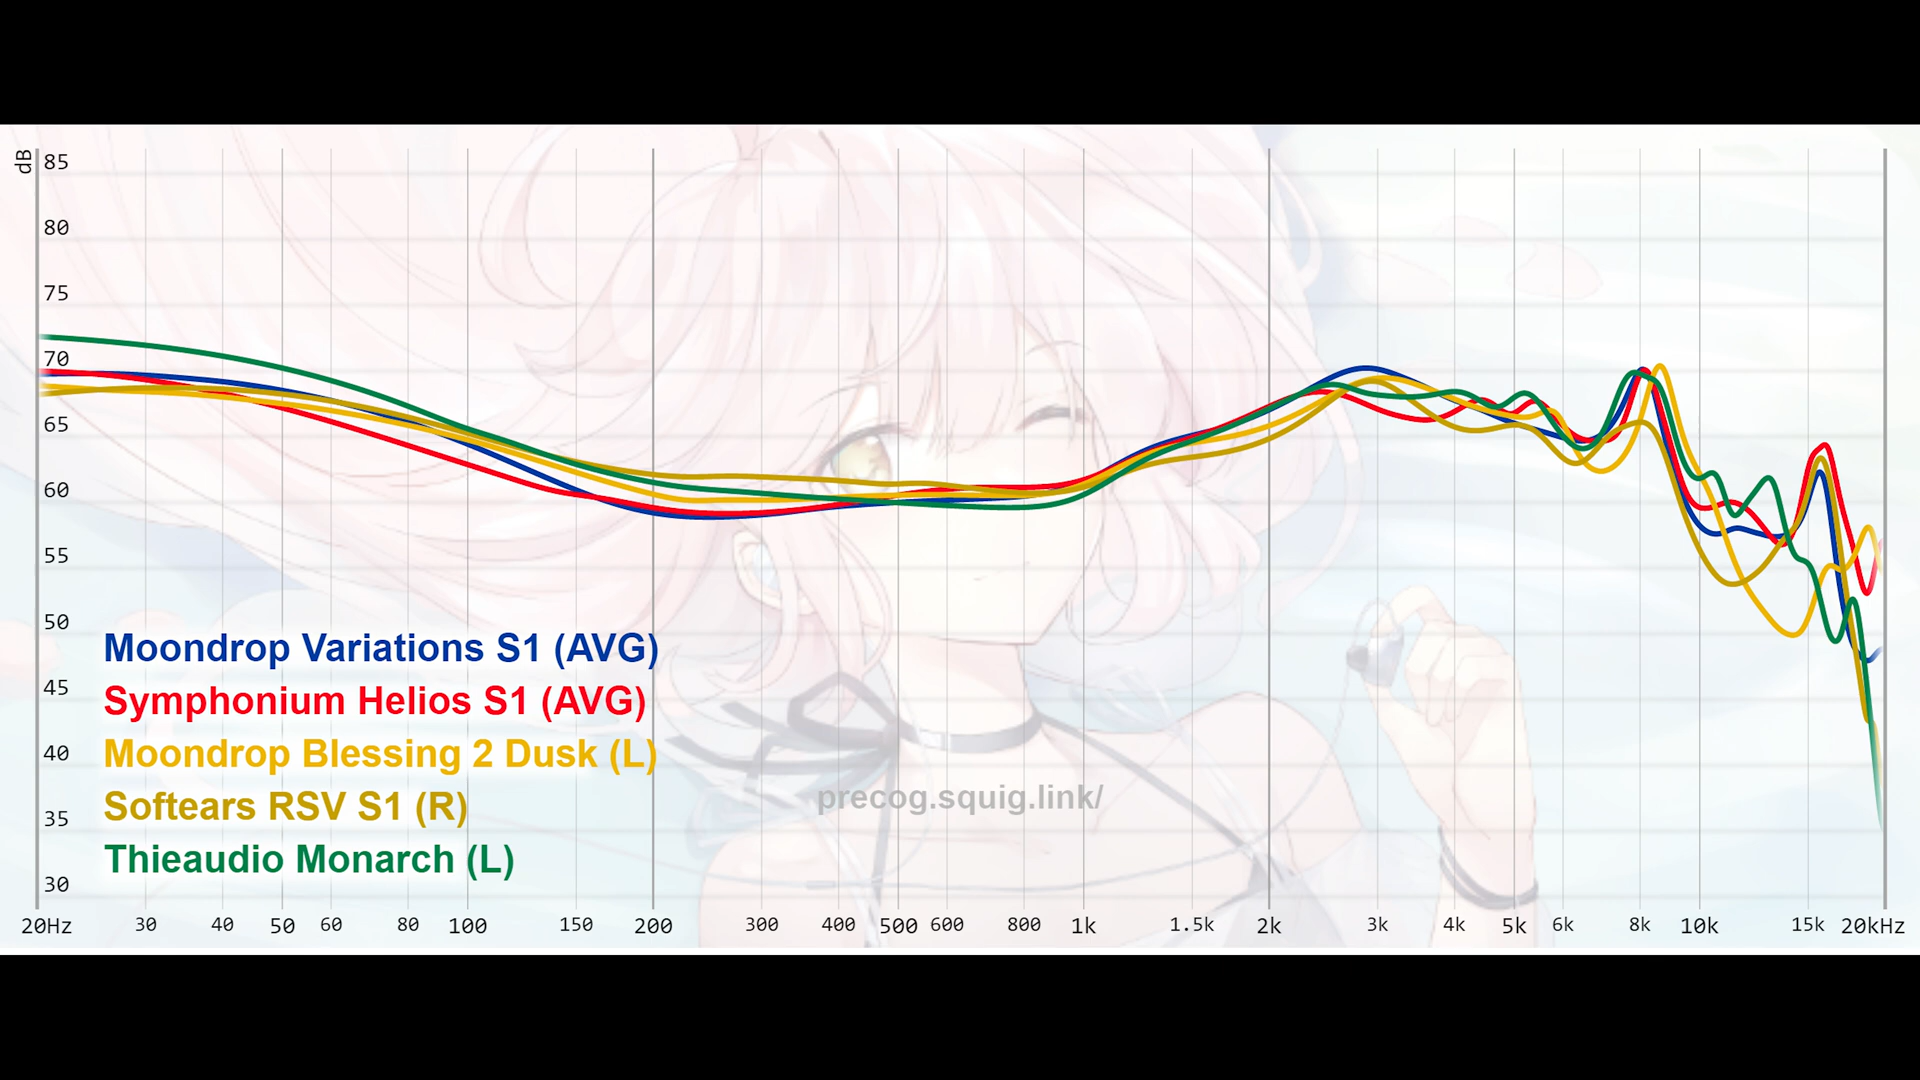 dB
85
80
75
70
65
60
55
50
45
40
35
30
Moondrop Variations S1 (AVG)
Symphonium Helios S1 (AVG)
Moondrop Blessing 2 Dusk (L)
Softears RSV S1 (R)
Thieaudio Monarch (L)
precog.squig.link/
20Hz 30 40 50 60 80 100 150 200 300 400 500 600 800 1k 1.5k 2k 3k 4k 5k 6k 8k 10k 15k 20kHz